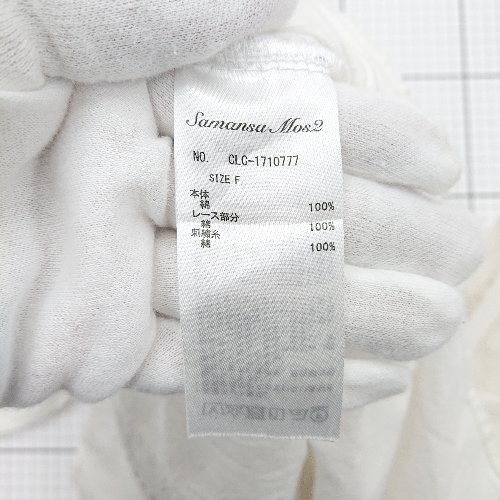 Samansa Mos2
NO. CLC-1710777
SIZE F
本体
綿 100%
レース部分
綿 100%
刺繍糸
綿 100%